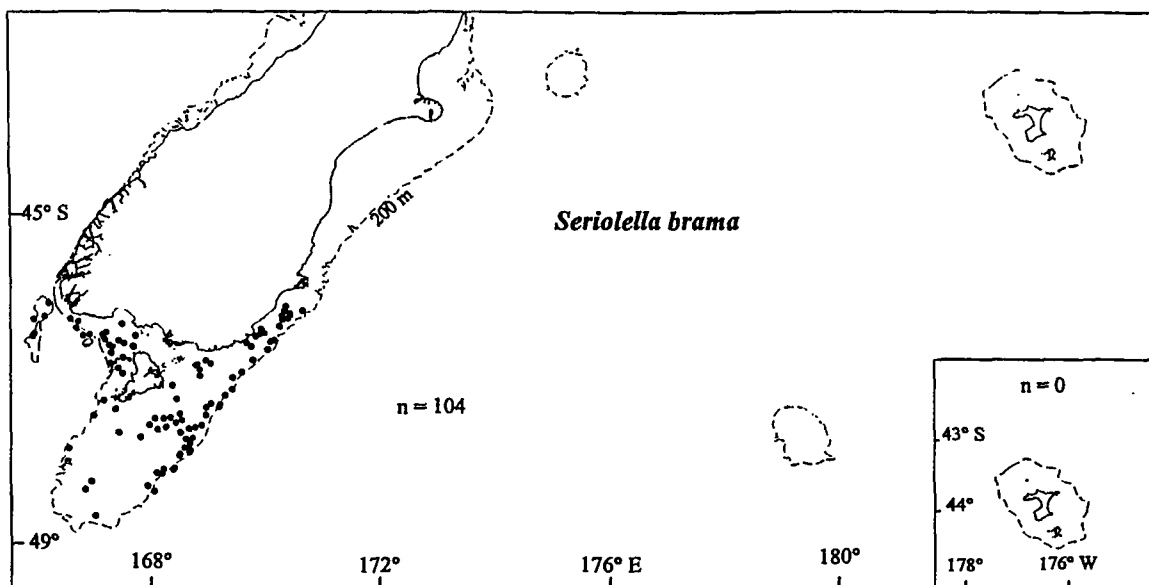 45° S
200 m
Seriolella brama
n = 104
n = 0
43° S
44°
49°
168°
172°
176° E
180°
178°
176° W